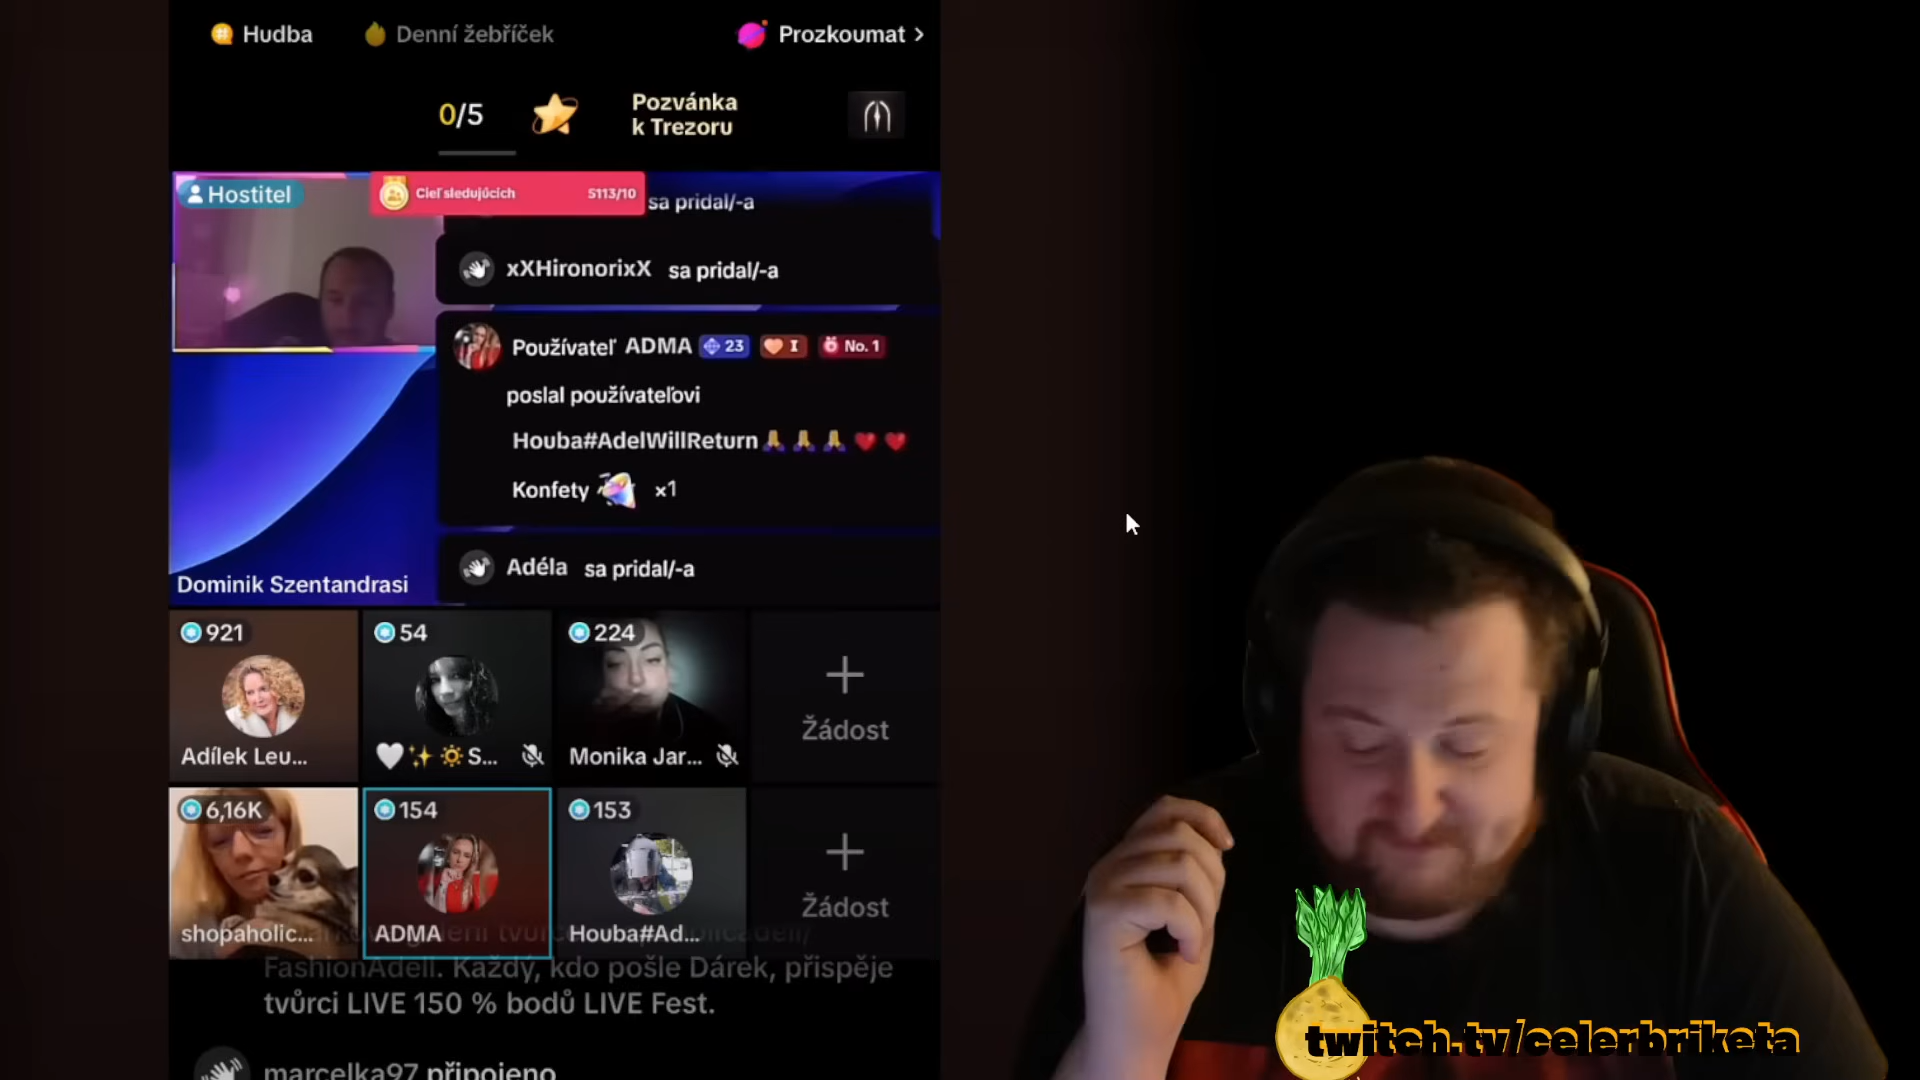 Hudba
Denní žebříček
Prozkoumat >
0/5
Pozvánka
k Trezoru
Hostitel
Cieľ sledujúcich
5113/10
sa pridal/-a
xXHironorixX sa pridal/-a
Používateľ ADMA 23 I No. 1
poslal používateľovi
Houba#AdelWillReturn🙏🙏🙏❤️❤️
Konfety x1
Adéla sa pridal/-a
Dominik Szentandrasi
921
54
224
Adílek Leu...
🤍✨🔅S...
Monika Jar...
Žádost
6,16K
154
153
shopaholic...
ADMA
Houba#Ad...
Žádost
FashionAdell. Každý, kdo pošle Dárek, přispěje
tvůrci LIVE 150 % bodů LIVE Fest.
marcelka97 připojeno
twitch.tv/celerbriketa